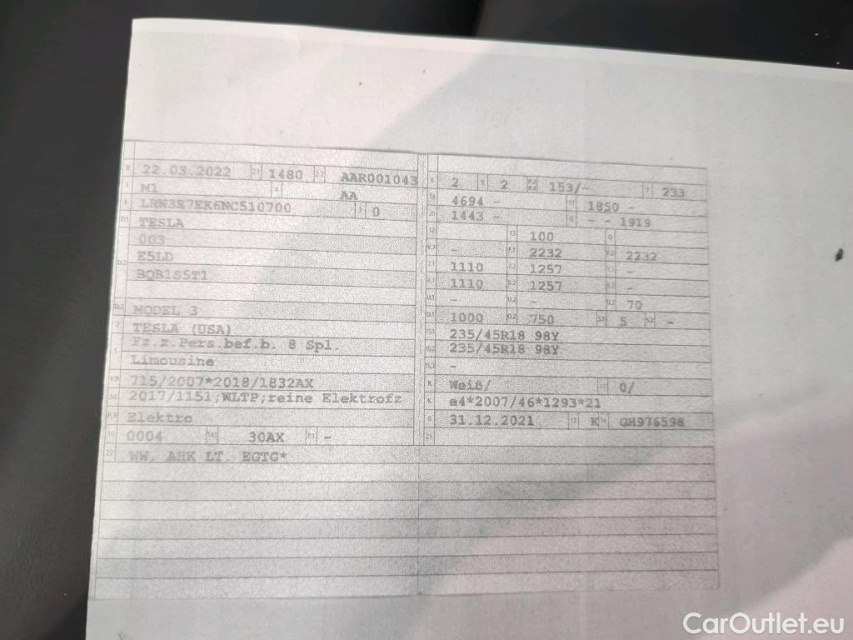 22.03.2022 1480 AAR001043
M1 AA
LRW3E7EK6NC510700 0
TESLA
003
E5LD
BQB1S5T1
MODEL 3
TESLA (USA)
Fz.z.Pers.bef.b. 8 Spl.
Limousine
715/2007*2018/1832AX
2017/1151;WLTP;reine Elektrofz
Elektro
0004 30AX -
WW. AHK LT. EGTG*
2 2 153/- 233
4694 - 1850 -
1443 - - - 1919
100
- 2232 2232
1110 1257 -
1110 1257 -
- - 70
1000 750 5 -
235/45R18 98Y
235/45R18 98Y
-
Weiß/ 0/
e4*2007/46*1293*21
31.12.2021 K GH976598
CarOutlet.eu